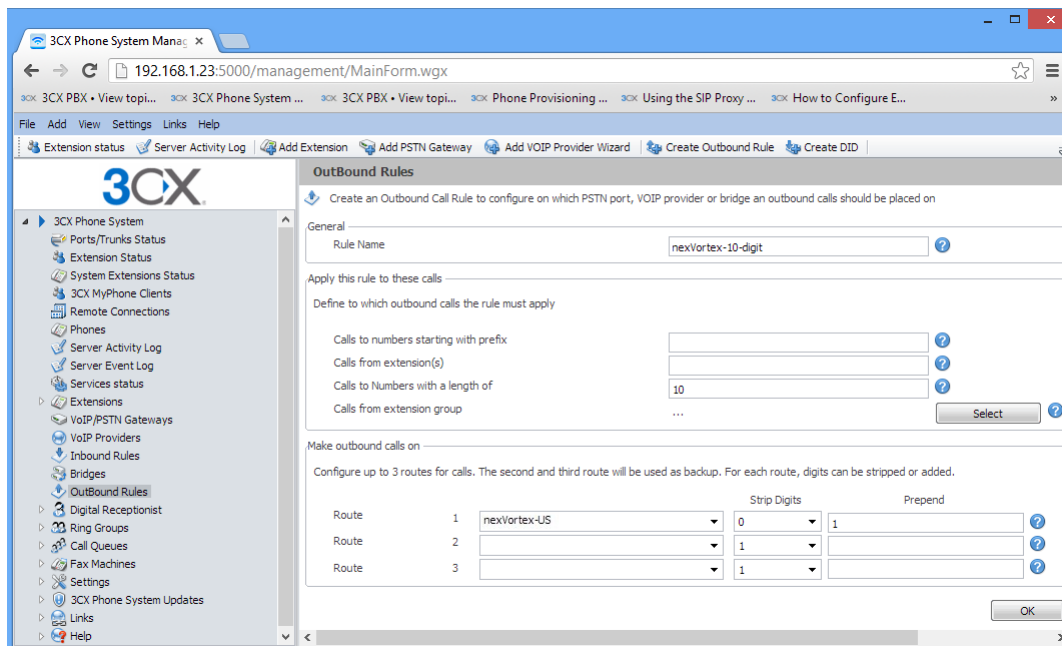 3CX Phone System Manag
192.168.1.23:5000/management/MainForm.wgx
3CX PBX • View topi... 3CX Phone System ... 3CX PBX • View topi... Phone Provisioning ... Using the SIP Proxy ... How to Configure E... »
File Add View Settings Links Help
Extension status Server Activity Log Add Extension Add PSTN Gateway Add VOIP Provider Wizard Create Outbound Rule Create DID
3CX
OutBound Rules
Create an Outbound Call Rule to configure on which PSTN port, VOIP provider or bridge an outbound calls should be placed on
3CX Phone System
Ports/Trunks Status
Extension Status
System Extensions Status
3CX MyPhone Clients
Remote Connections
Phones
Server Activity Log
Server Event Log
Services status
Extensions
VoIP/PSTN Gateways
VoIP Providers
Inbound Rules
Bridges
OutBound Rules
Digital Receptionist
Ring Groups
Call Queues
Fax Machines
Settings
3CX Phone System Updates
Links
Help
General
Rule Name nexVortex-10-digit
Apply this rule to these calls
Define to which outbound calls the rule must apply
Calls to numbers starting with prefix
Calls from extension(s)
Calls to Numbers with a length of 10
Calls from extension group ... Select
Make outbound calls on
Configure up to 3 routes for calls. The second and third route will be used as backup. For each route, digits can be stripped or added.
Strip Digits Prepend
Route 1 nexVortex-US 0 1
Route 2 1
Route 3 1
OK